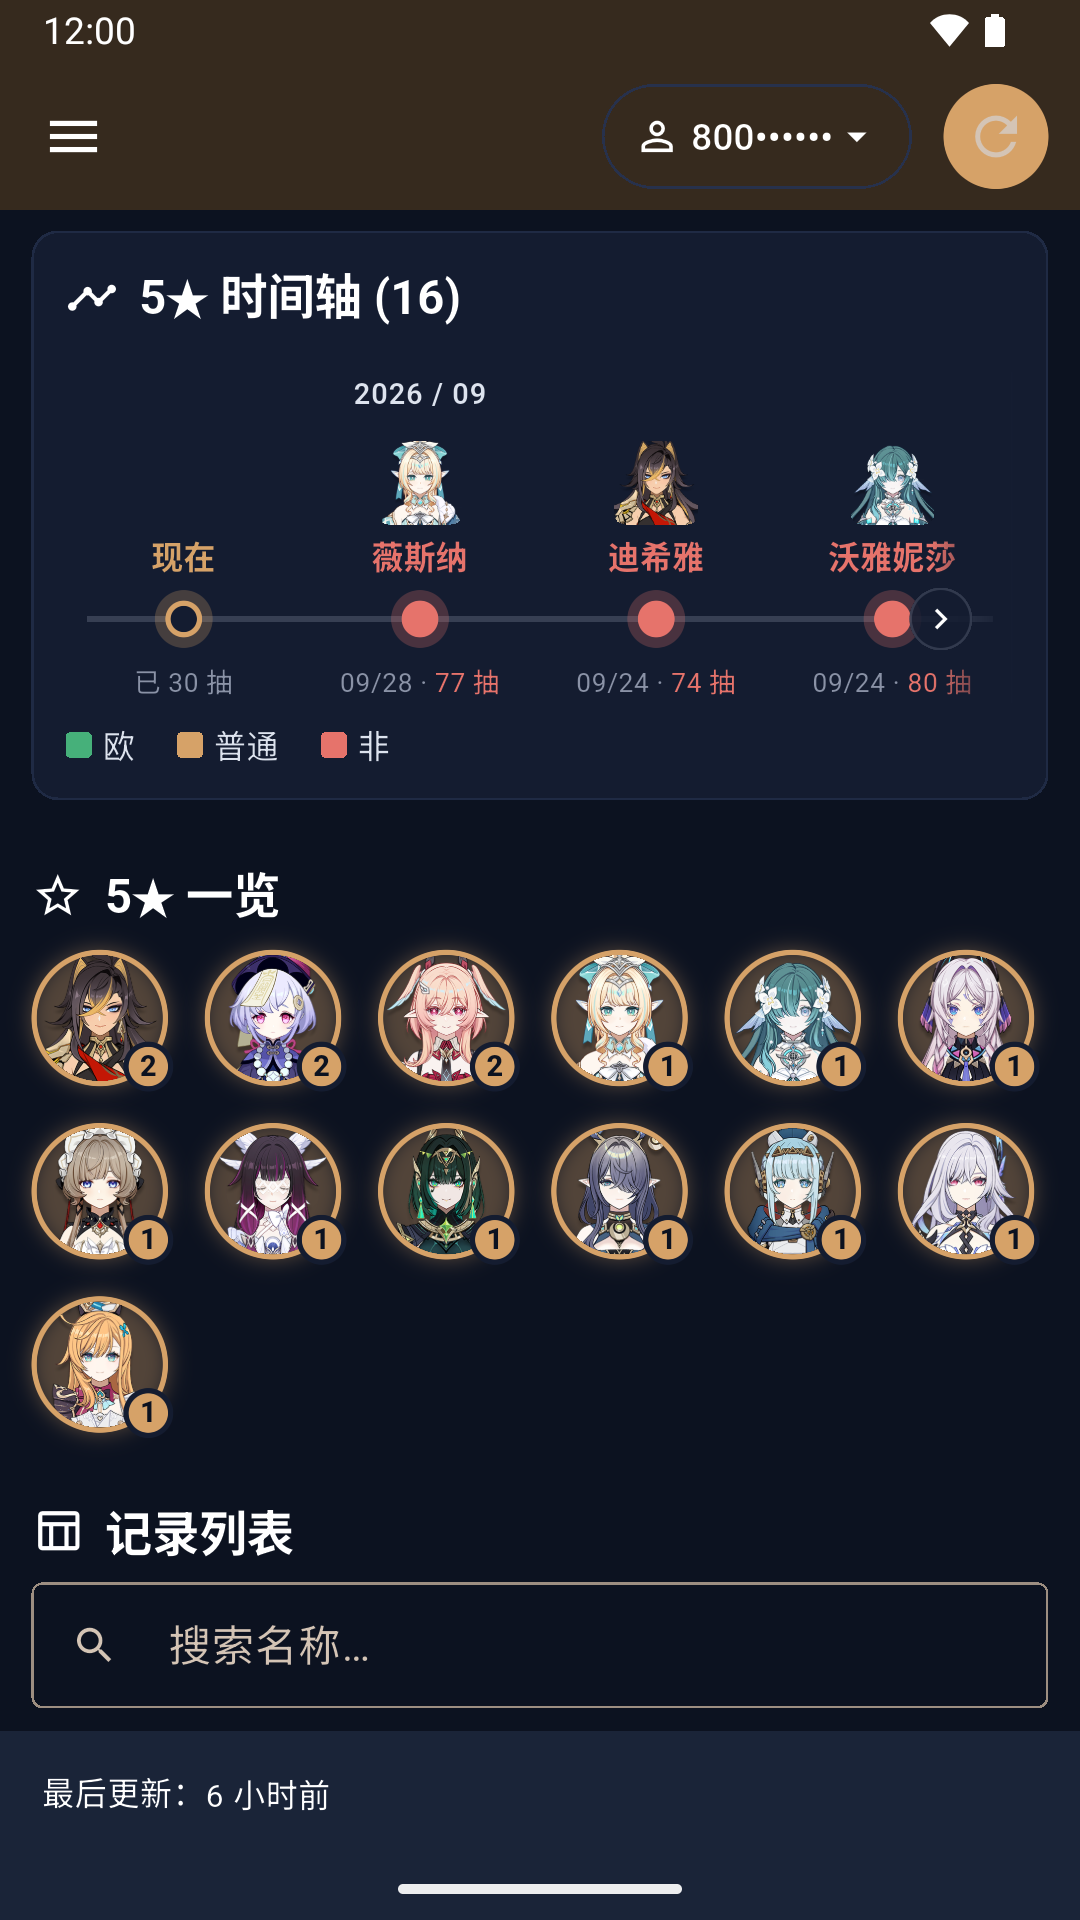 12:00
800••••••
5★ 时间轴 (16)
2026 / 09
现在
薇斯纳
迪希雅
沃雅妮莎
已 30 抽
09/28 · 77 抽
09/24 · 74 抽
09/24 · 80 抽
欧
普通
非
5★ 一览
2
2
2
1
1
1
1
1
1
1
1
1
1
记录列表
搜索名称...
最后更新：6 小时前